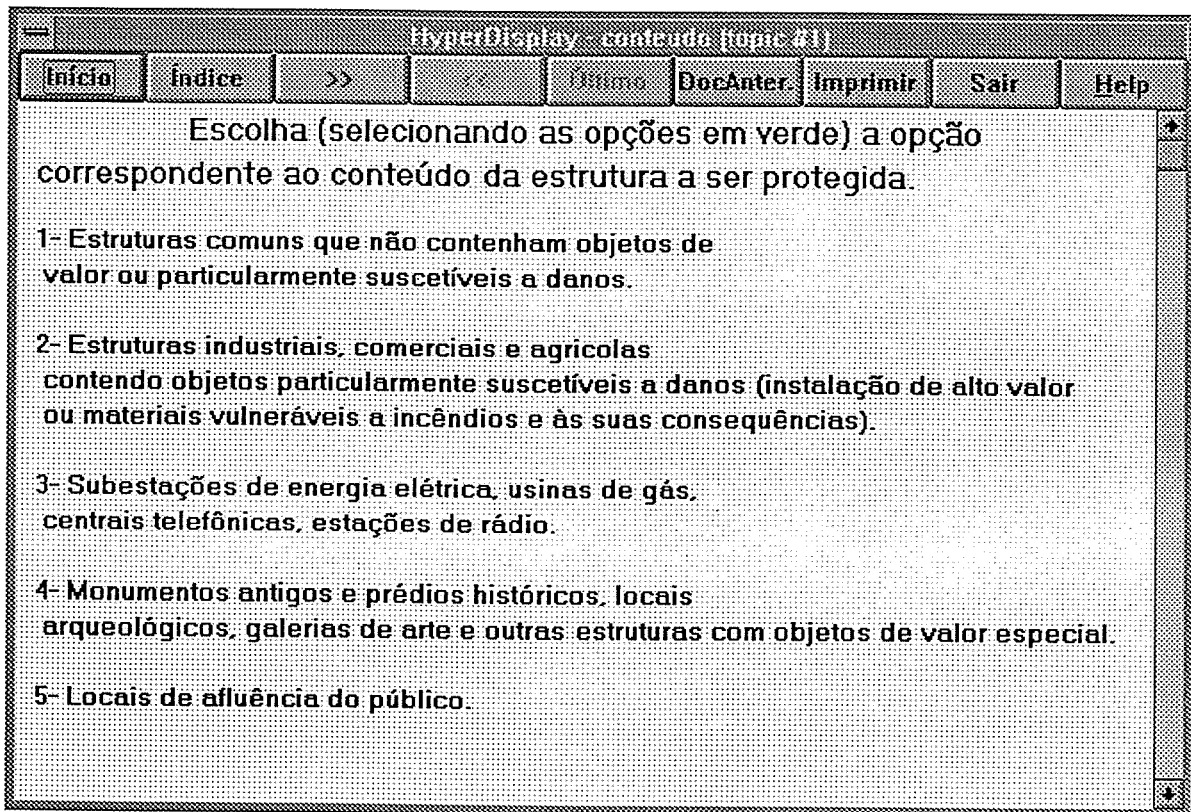 HyperDisplay - conteudo (topic #1)
Início Índice >> << Último DocAnter. Imprimir Sair Help
Escolha (selecionando as opções em verde) a opção
correspondente ao conteúdo da estrutura a ser protegida.
1- Estruturas comuns que não contenham objetos de
valor ou particularmente suscetíveis a danos.
2- Estruturas industriais, comerciais e agricolas
contendo objetos particularmente suscetíveis a danos (instalação de alto valor
ou materiais vulneráveis a incêndios e às suas consequências).
3- Subestações de energia elétrica, usinas de gás,
centrais telefônicas, estações de rádio.
4- Monumentos antigos e prédios históricos, locais
arqueológicos, galerias de arte e outras estruturas com objetos de valor especial.
5- Locais de afluência do público.